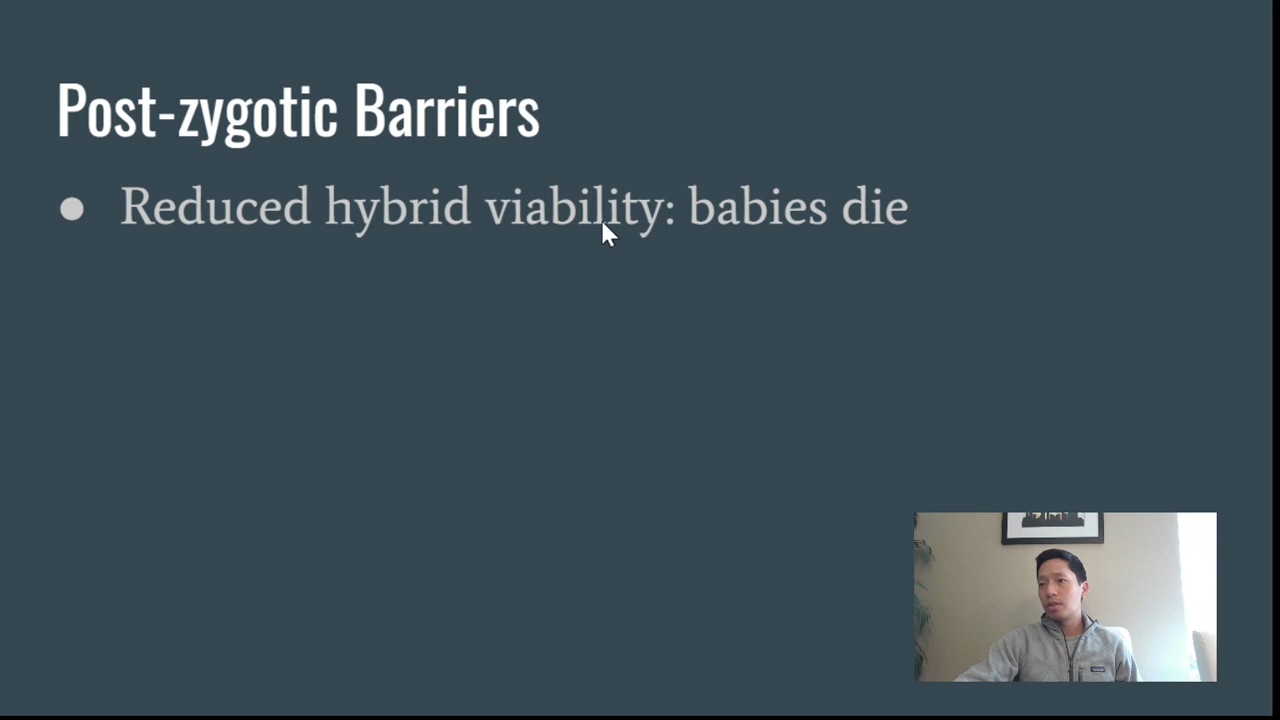 Post-zygotic Barriers
● Reduced hybrid viability: babies die